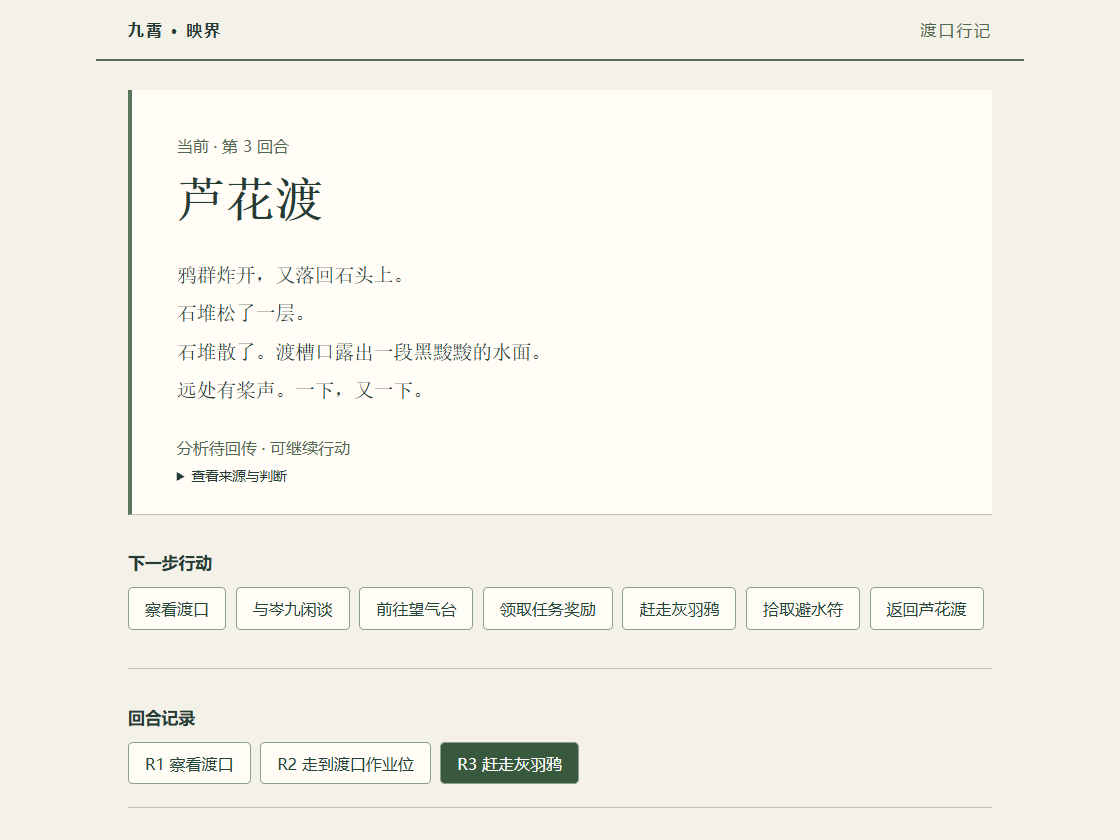 九霄 • 映界
渡口行记
当前 · 第 3 回合
芦花渡
鸦群炸开，又落回石头上。
石堆松了一层。
石堆散了。渡槽口露出一段黑黢黢的水面。
远处有桨声。一下，又一下。
分析待回传 · 可继续行动
▶ 查看来源与判断
下一步行动
察看渡口
与岑九闲谈
前往望气台
领取任务奖励
赶走灰羽鸦
拾取避水符
返回芦花渡
回合记录
R1 察看渡口
R2 走到渡口作业位
R3 赶走灰羽鸦